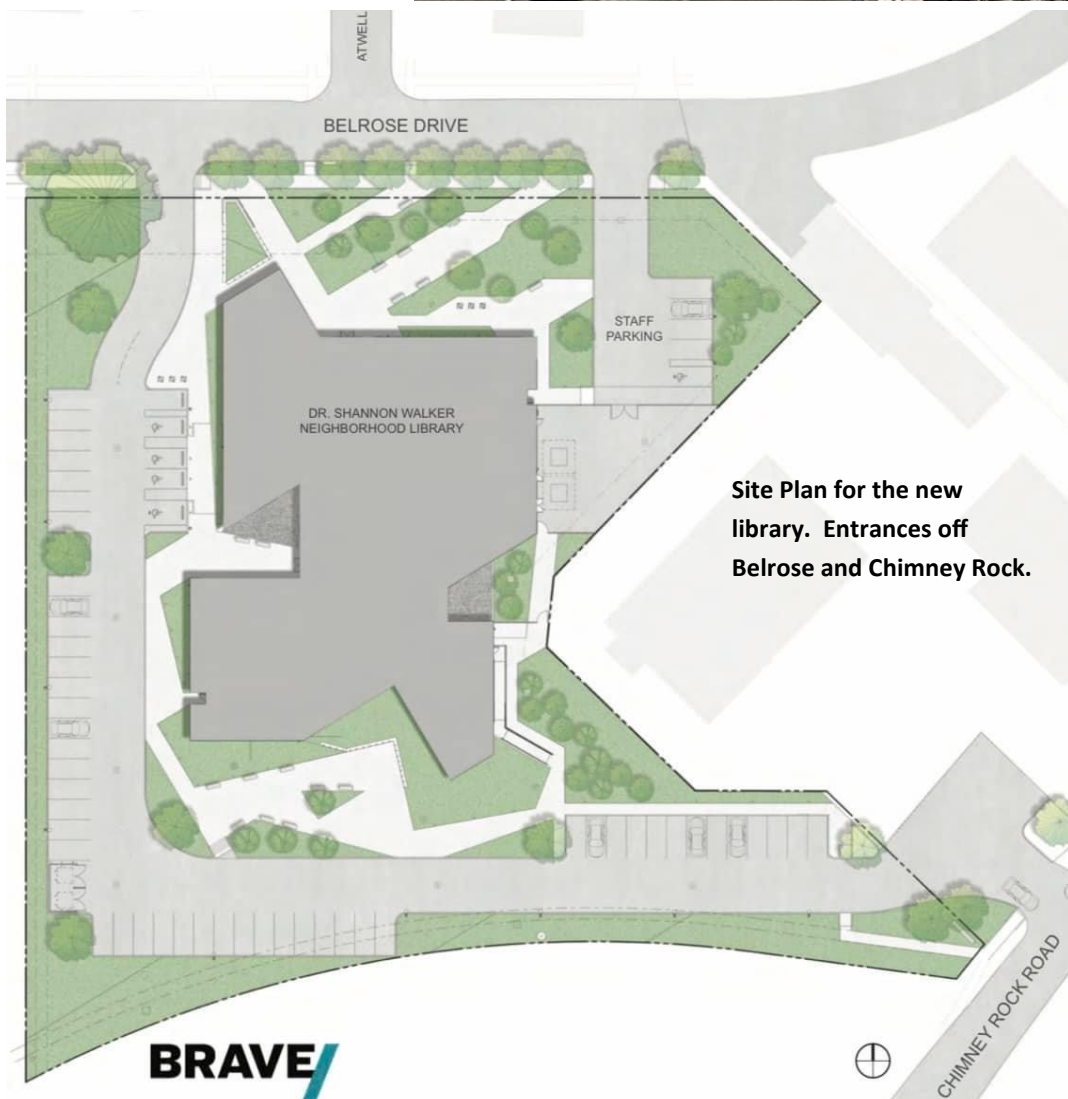 ATWELL
BELROSE DRIVE
STAFF
PARKING
DR. SHANNON WALKER
NEIGHBORHOOD LIBRARY
Site Plan for the new
library. Entrances off
Belrose and Chimney Rock.
CHIMNEY ROCK ROAD
BRAVE/